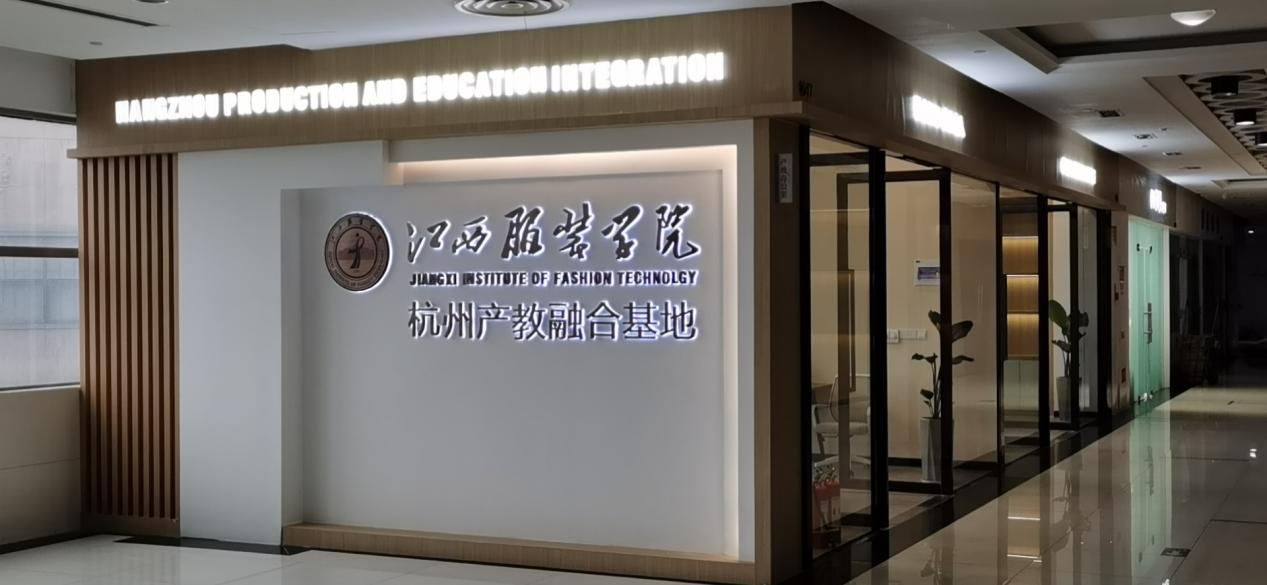 HANGZHOU PRODUCTION AND EDUCATION INTEGRATION
江西服装学院
JIANGXI INSTITUTE OF FASHION TECHNOLGY
杭州产教融合基地